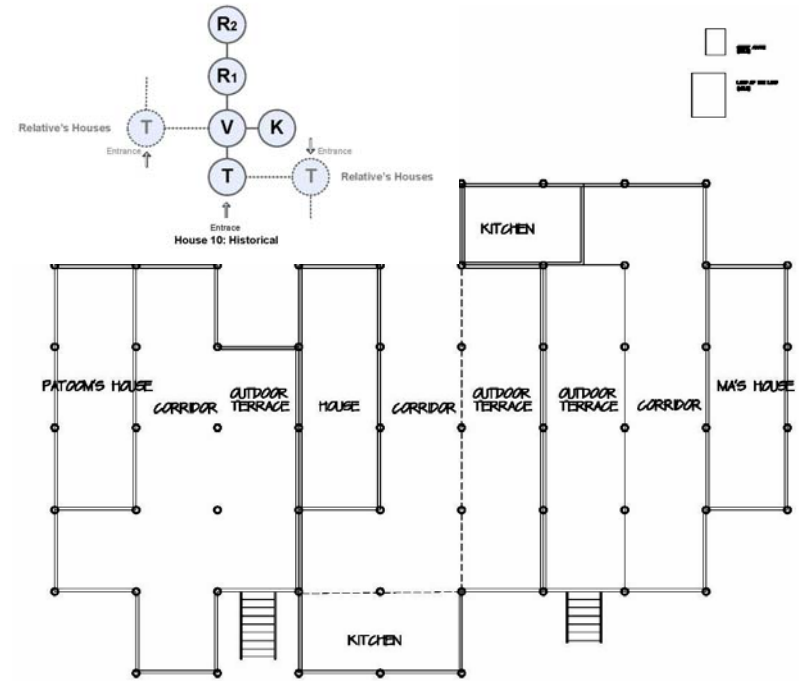 R2
R1
Relative's Houses
T
V
K
Entrance
Entrance
T
T
Relative's Houses
Entrace
House 10: Historical
KITCHEN
PATOOM'S HOUSE
CORRIDOR
OUTDOOR
TERRACE
HOUSE
CORRIDOR
OUTDOOR
TERRACE
OUTDOOR
TERRACE
CORRIDOR
MA'S HOUSE
KITCHEN